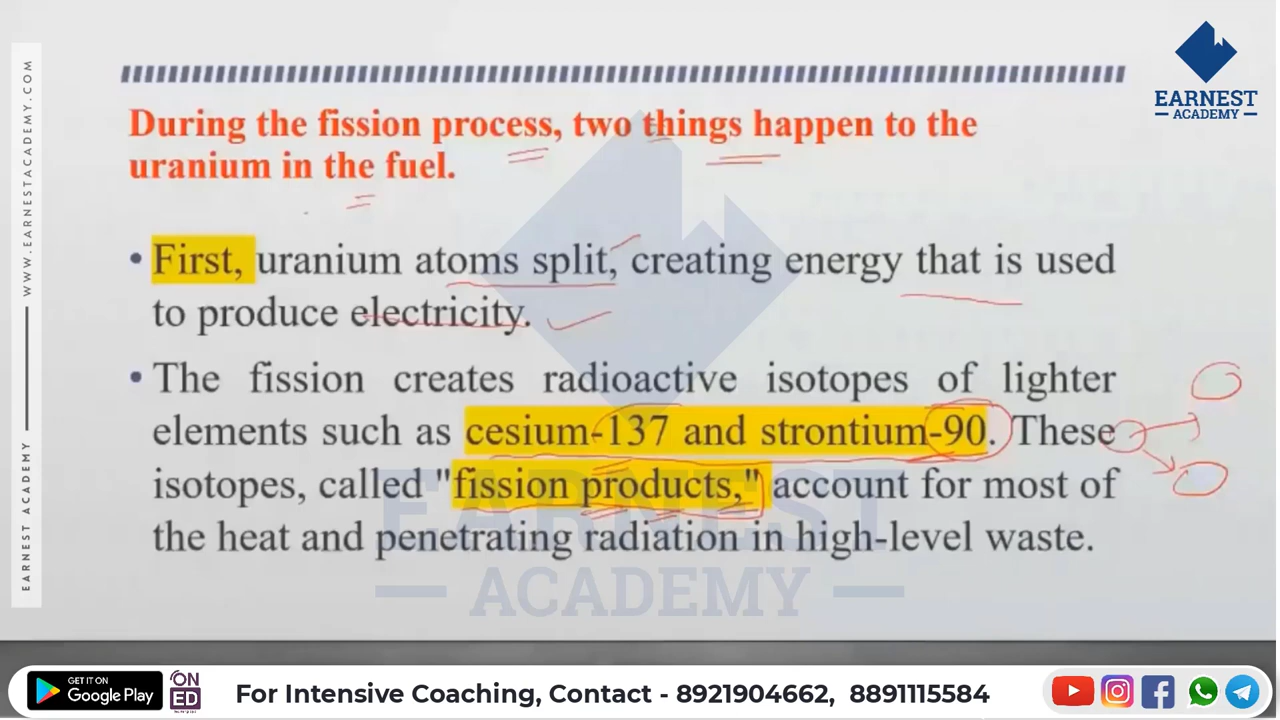 EARNEST
ACADEMY
WWW.EARNESTACADEMY.COM
EARNEST ACADEMY
During the fission process, two things happen to the
uranium in the fuel.
• First, uranium atoms split, creating energy that is used
to produce electricity.
• The fission creates radioactive isotopes of lighter
elements such as cesium-137 and strontium-90. These
isotopes, called "fission products," account for most of
the heat and penetrating radiation in high-level waste.
EARNEST
ACADEMY
GET IT ON
Google Play
ON
ED
For Intensive Coaching, Contact - 8921904662, 8891115584